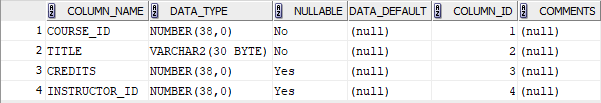 COLUMN_NAME DATA_TYPE NULLABLE DATA_DEFAULT COLUMN_ID COMMENTS
1 COURSE_ID NUMBER(38,0) No (null) 1 (null)
2 TITLE VARCHAR2(30 BYTE) No (null) 2 (null)
3 CREDITS NUMBER(38,0) Yes (null) 3 (null)
4 INSTRUCTOR_ID NUMBER(38,0) Yes (null) 4 (null)